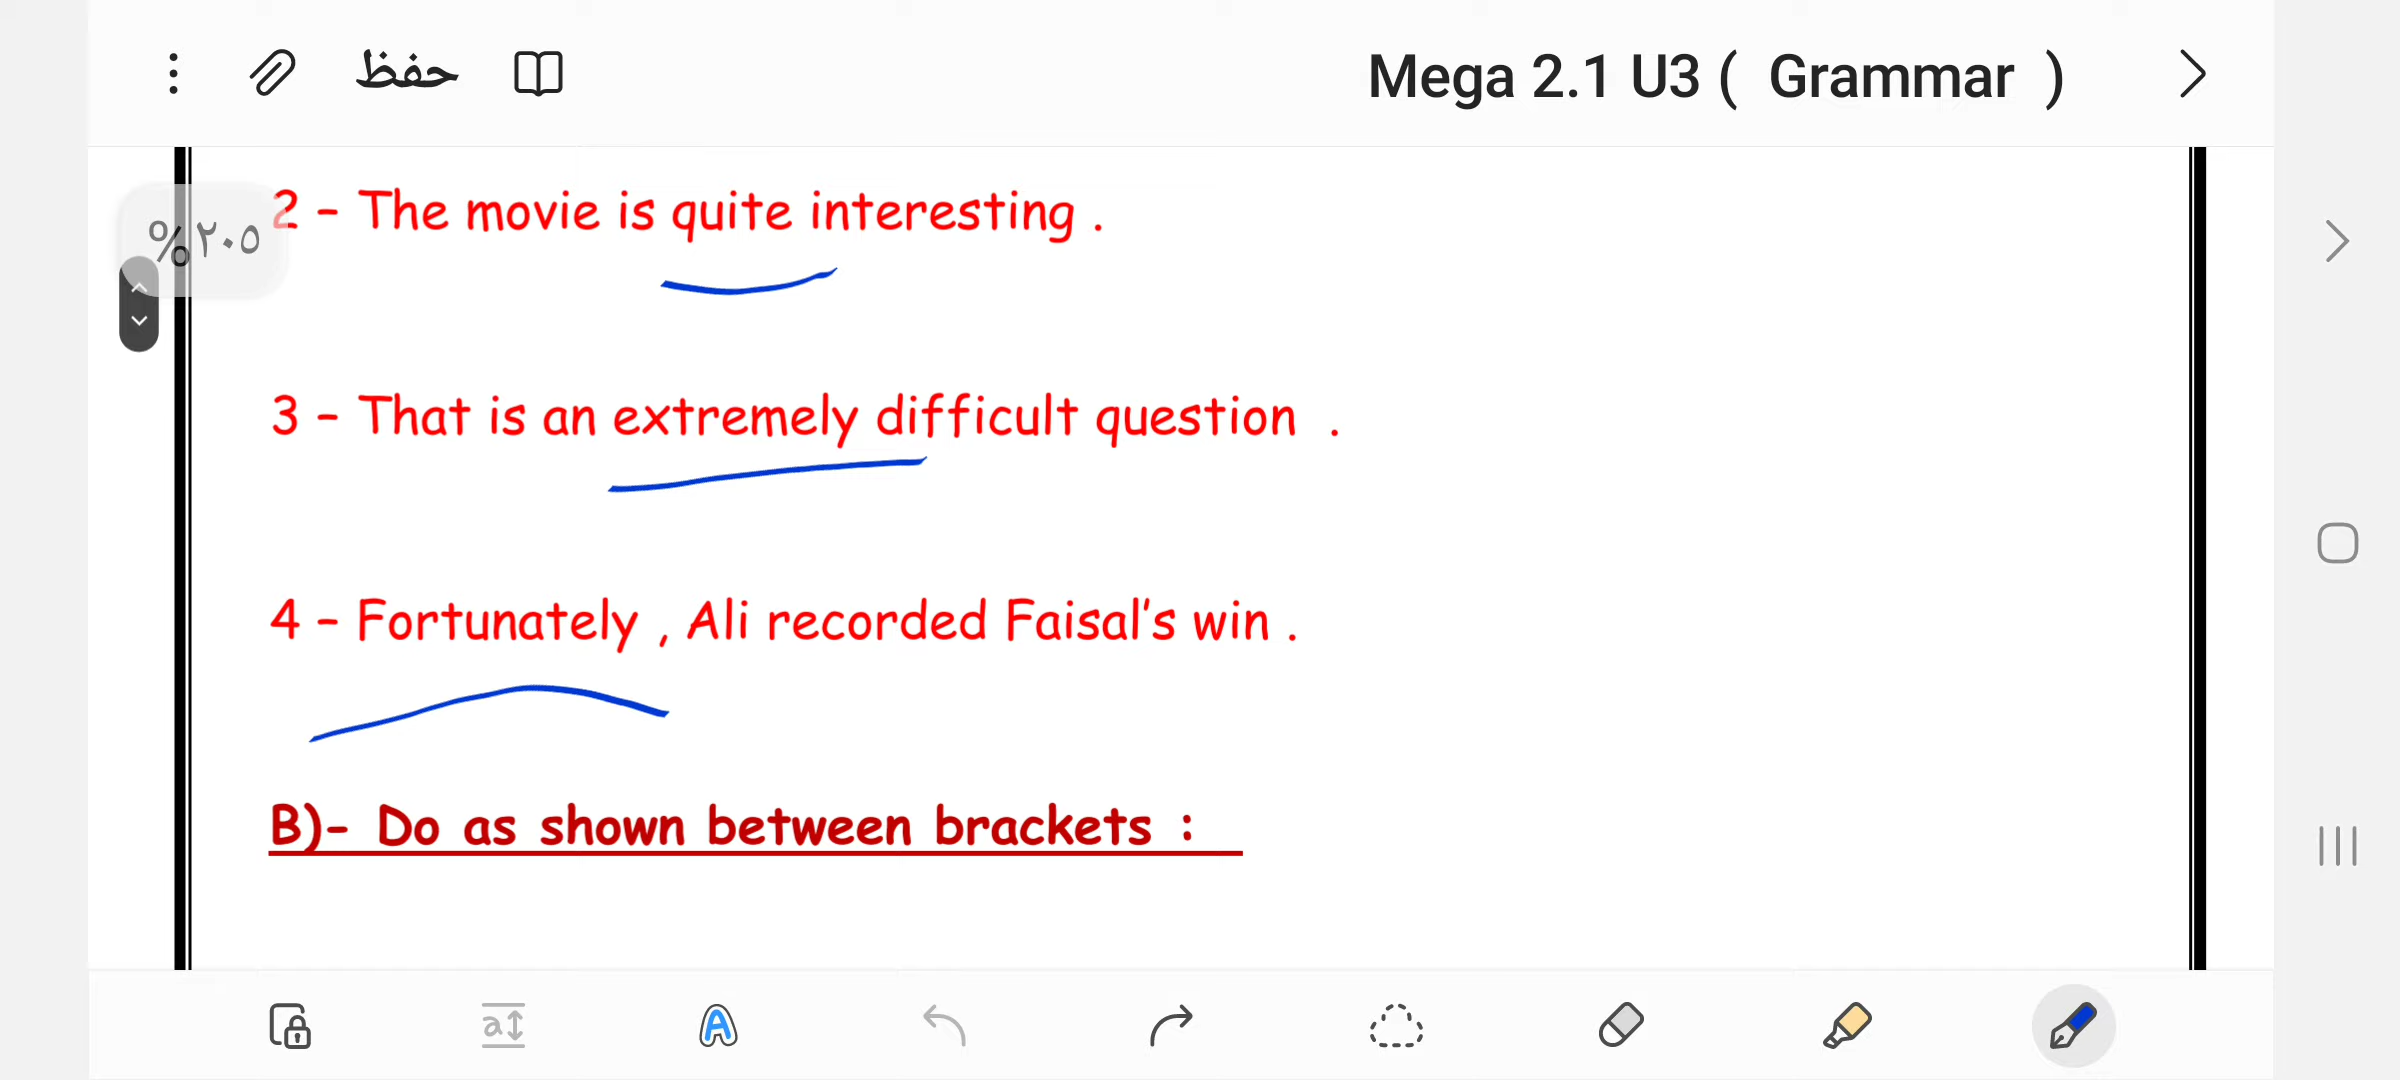 حفظ
Mega 2.1 U3 ( Grammar )
%٢٠٥
2 - The movie is quite interesting .
3 - That is an extremely difficult question .
4 - Fortunately , Ali recorded Faisal's win .
B)- Do as shown between brackets :